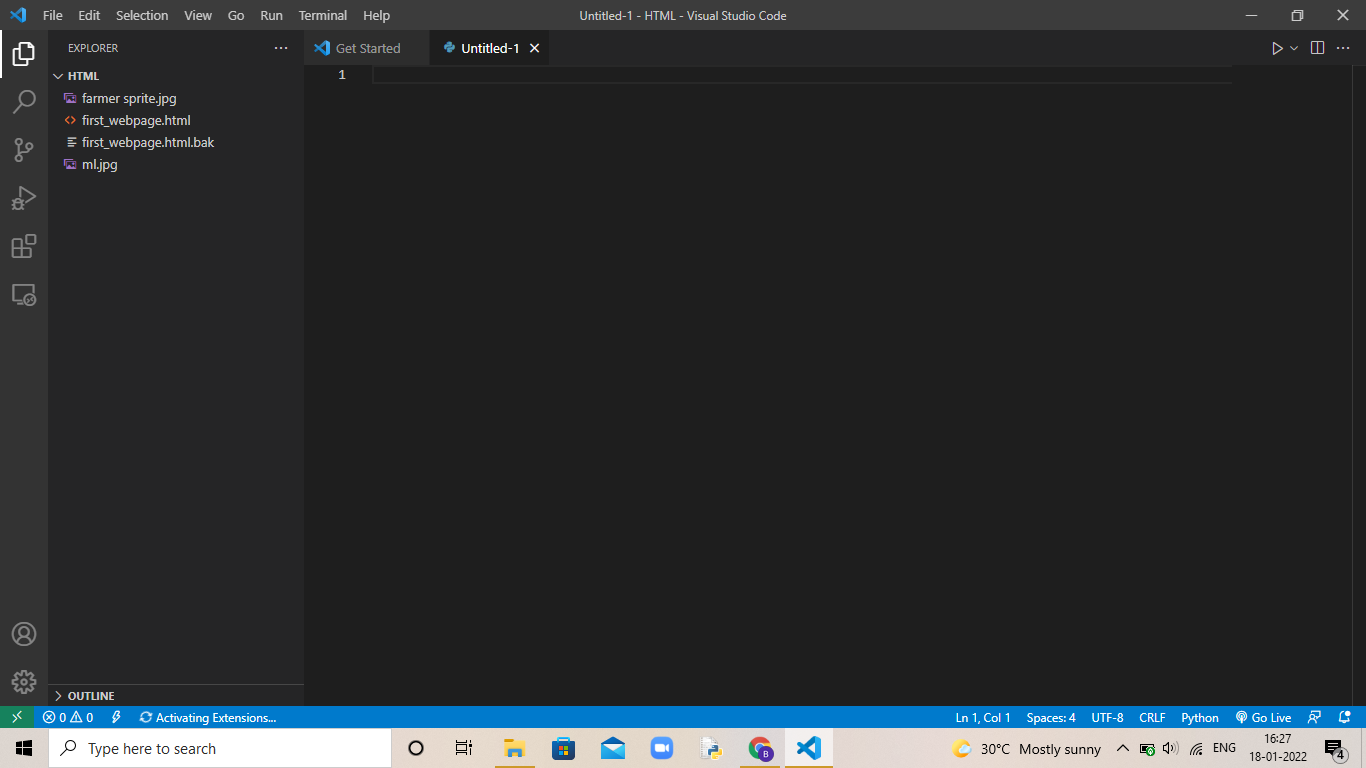 File Edit Selection View Go Run Terminal Help Untitled-1 - HTML - Visual Studio Code
EXPLORER
Get Started
Untitled-1
HTML
1
farmer sprite.jpg
first_webpage.html
first_webpage.html.bak
ml.jpg
OUTLINE
0 0 Activating Extensions... Ln 1, Col 1 Spaces: 4 UTF-8 CRLF Python Go Live
Type here to search
B
30°C Mostly sunny
ENG
16:27
18-01-2022
4